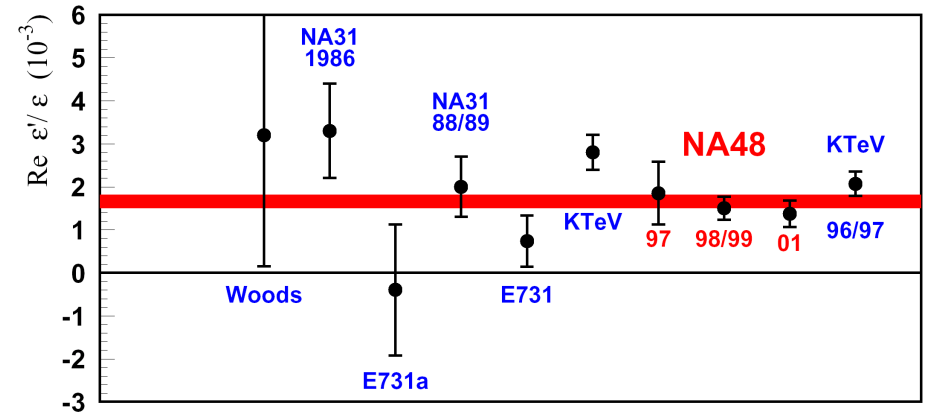 Re ε'/ ε (10⁻³)
6
5
4
3
2
1
0
-1
-2
-3
NA31
1986
NA31
88/89
NA48
KTeV
KTeV
97
98/99
01
96/97
Woods
E731
E731a